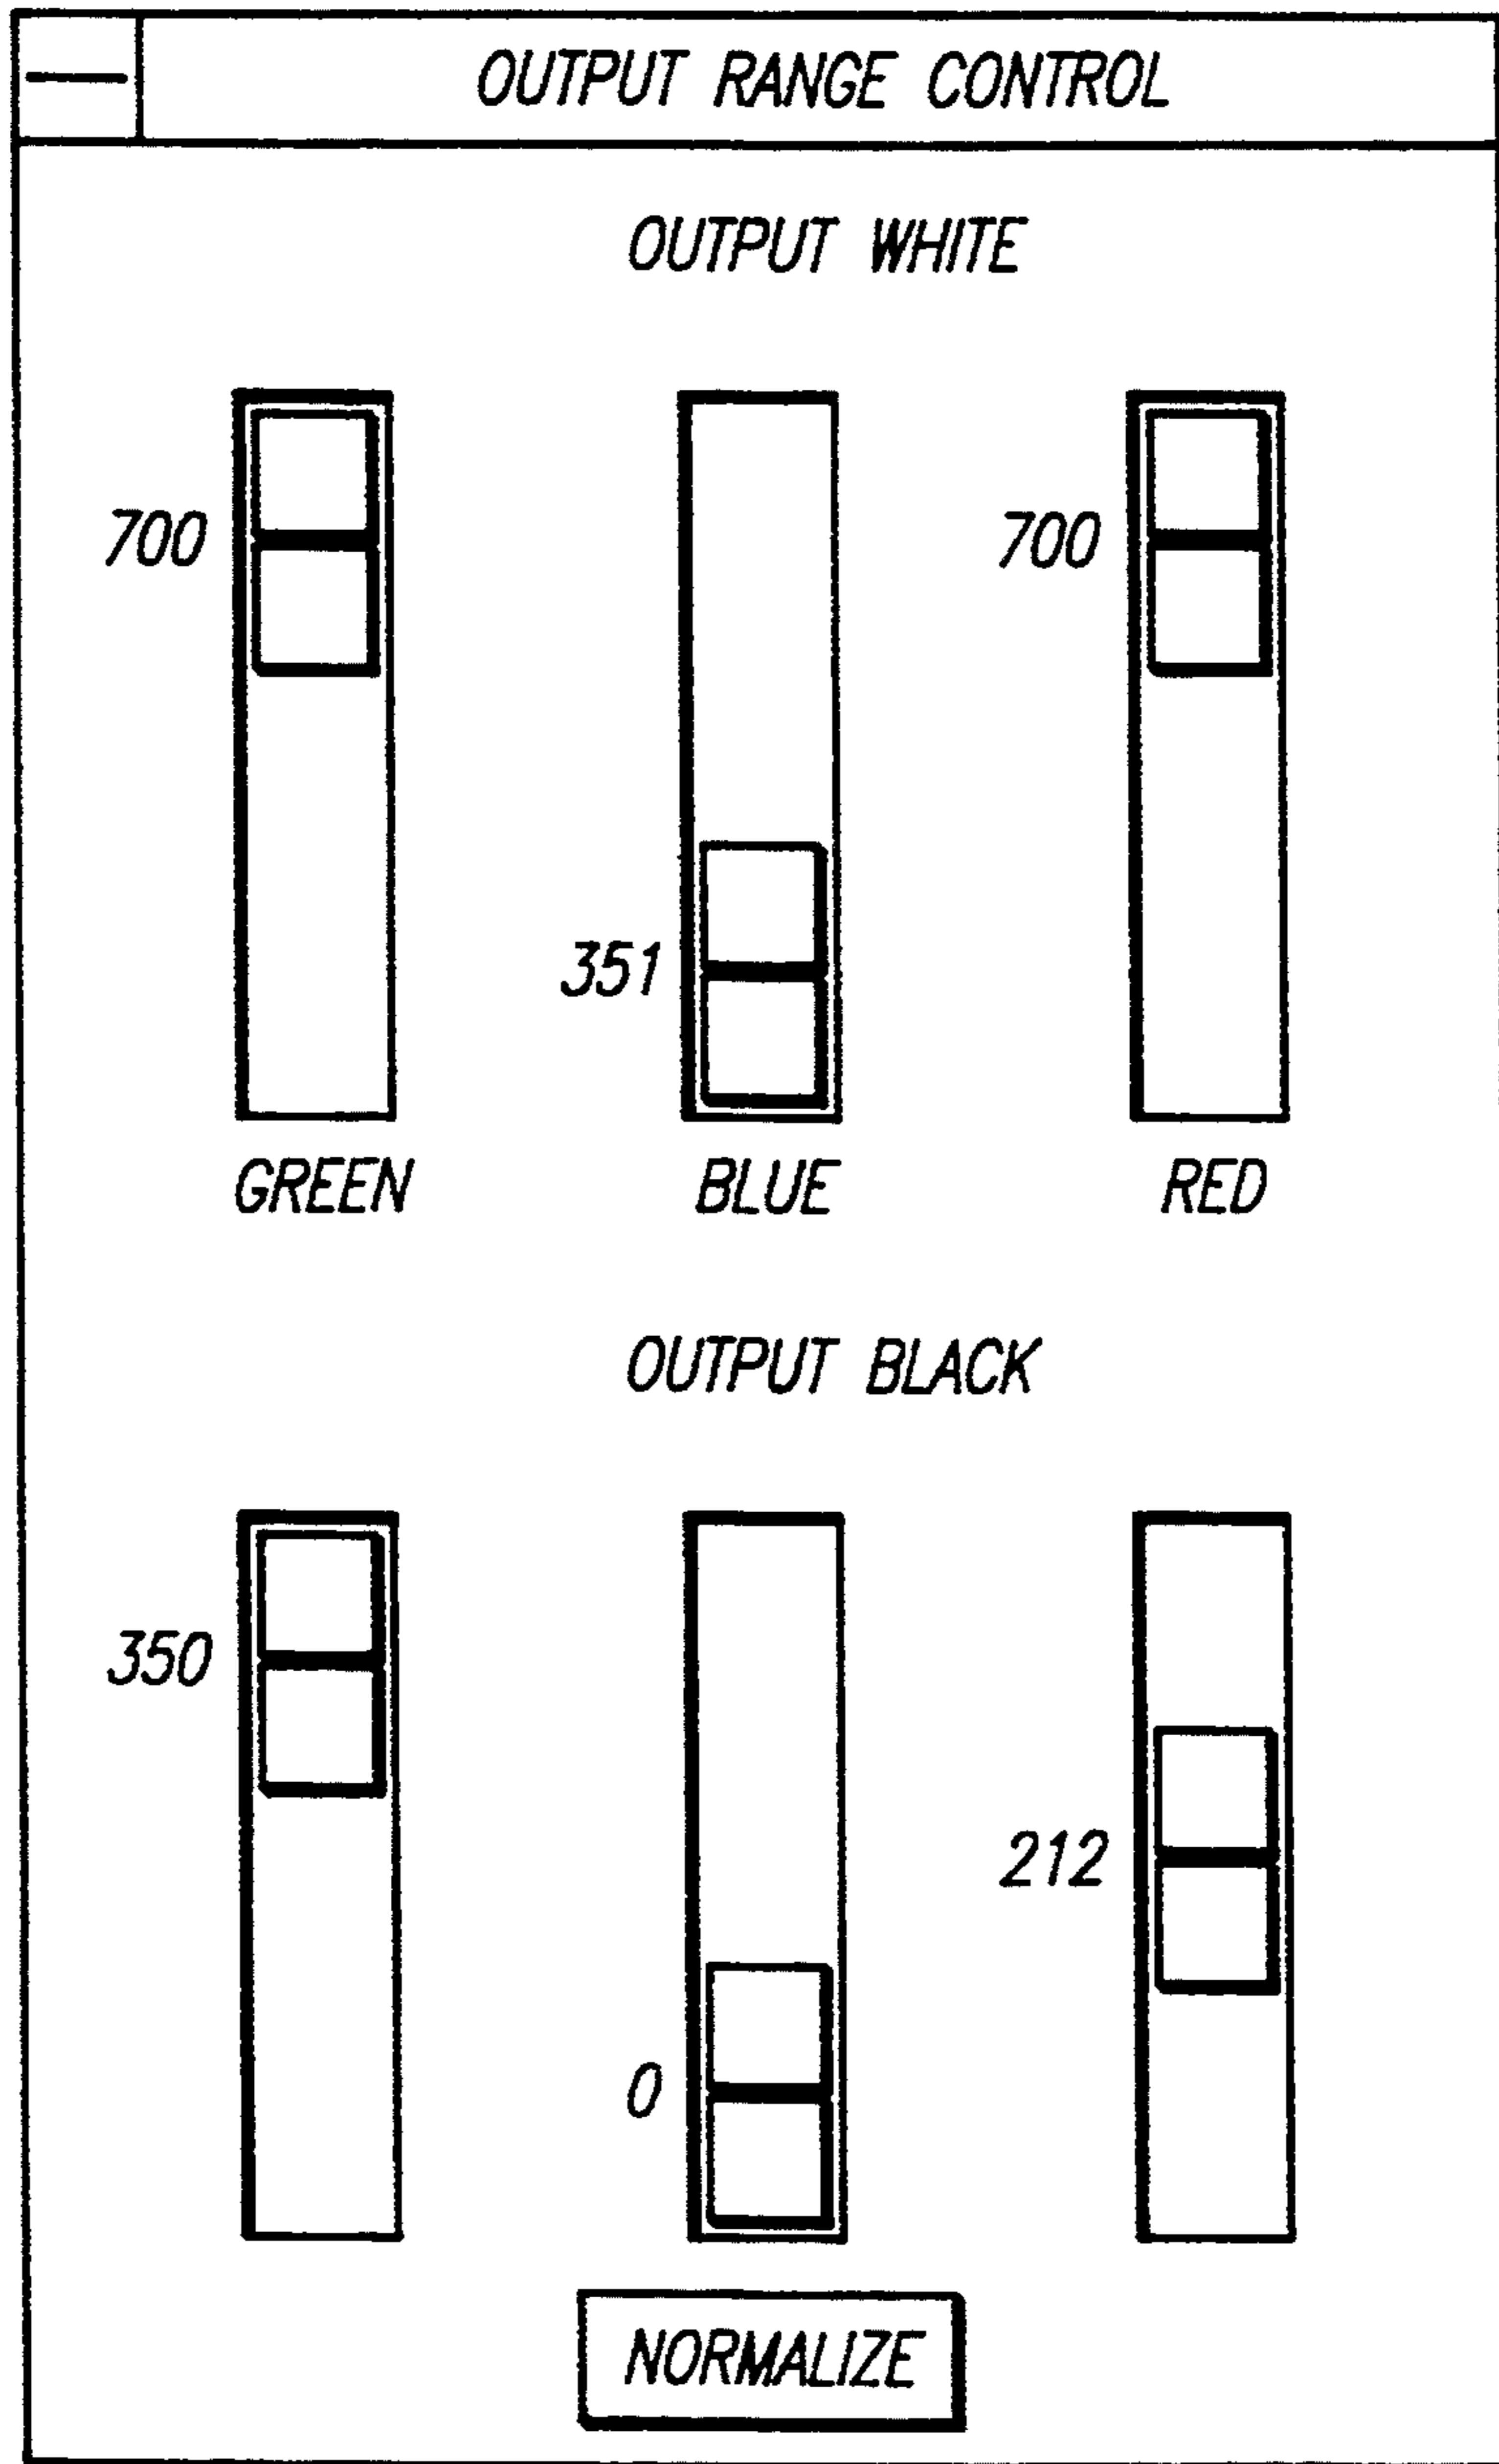 OUTPUT RANGE CONTROL
OUTPUT WHITE
700
700
351
GREEN BLUE RED
OUTPUT BLACK
350
212
0
NORMALIZE